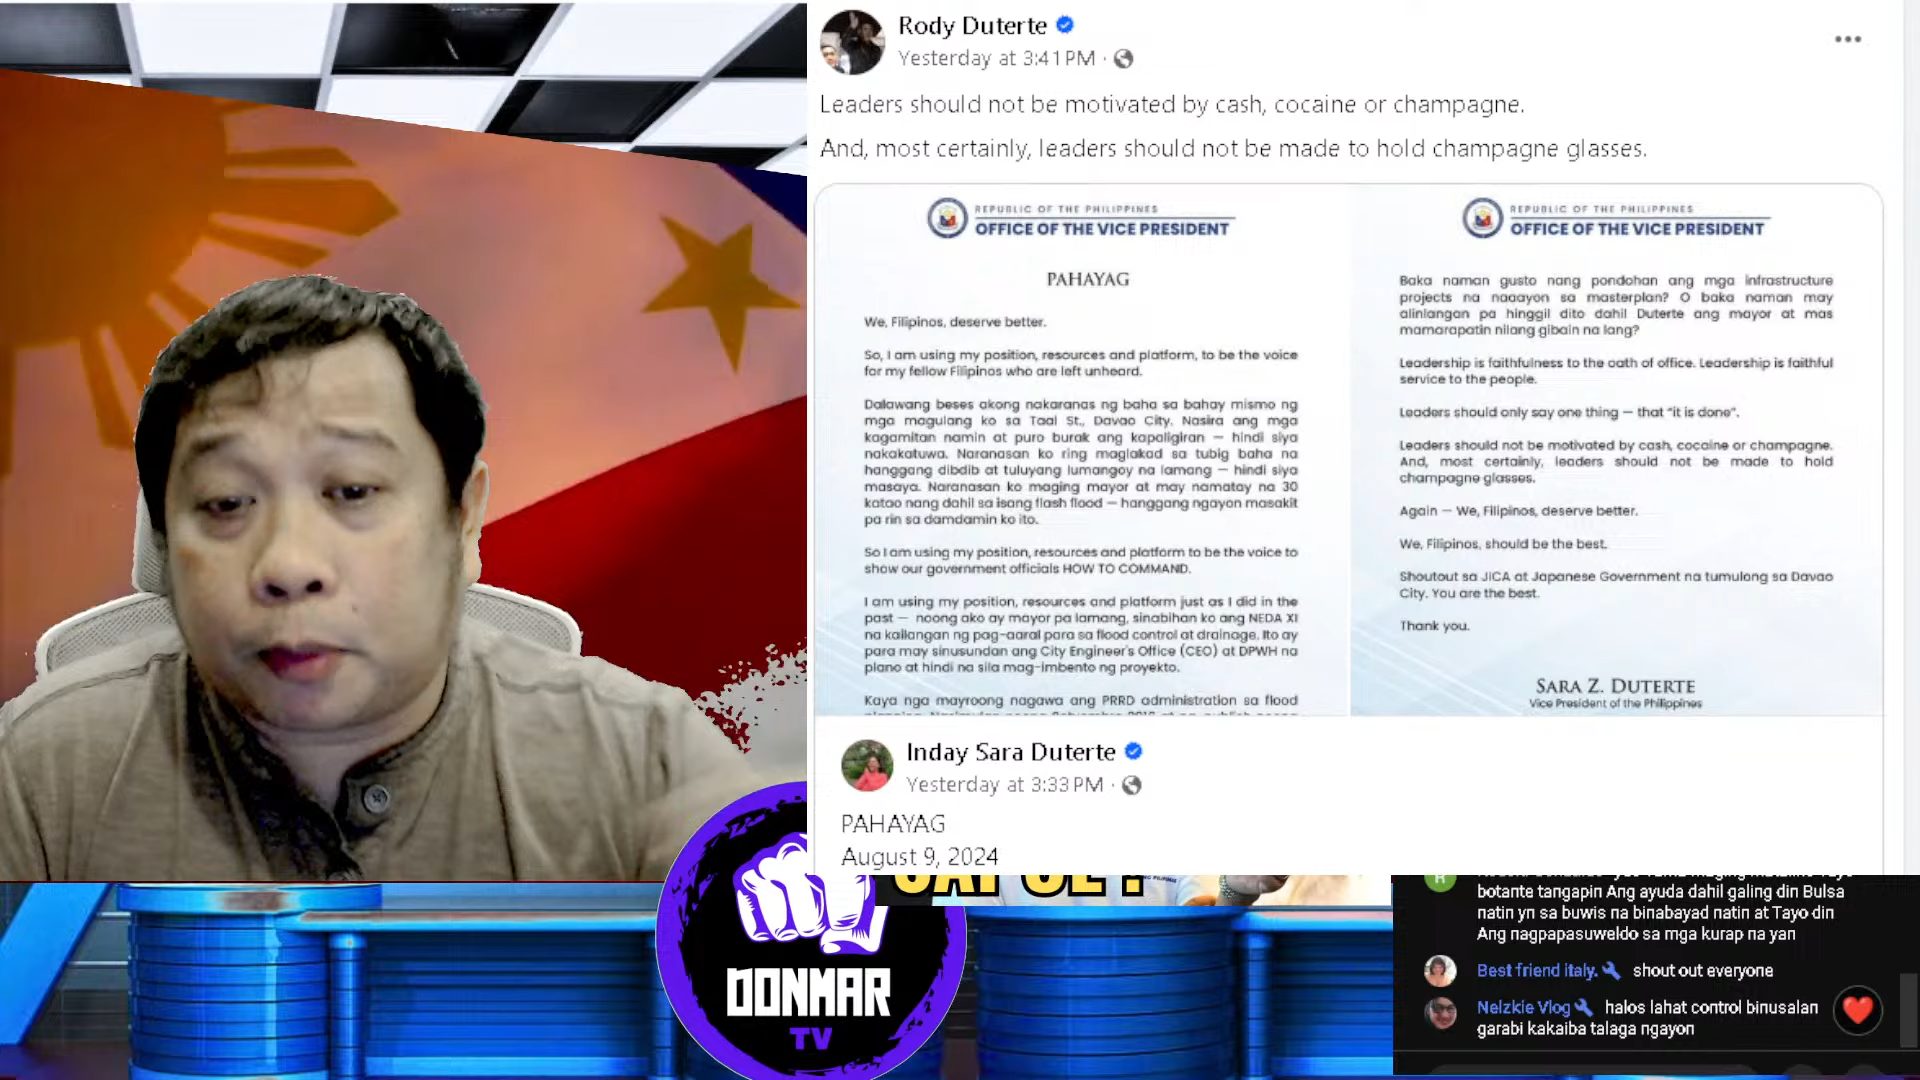 Rody Duterte
Yesterday at 3:41 PM ·
Leaders should not be motivated by cash, cocaine or champagne.
And, most certainly, leaders should not be made to hold champagne glasses.
REPUBLIC OF THE PHILIPPINES
OFFICE OF THE VICE PRESIDENT
PAHAYAG
We, Filipinos, deserve better.
So, I am using my position, resources and platform, to be the voice
for my fellow Filipinos who are left unheard.
Dalawang beses akong nakaranas ng baha sa bahay mismo ng
mga magulang ko sa Taal St., Davao City. Nasira ang mga
kagamitan namin at puro burak ang kapaligiran — hindi siya
nakakatuwa. Naranasan ko ring maglakad sa tubig baha na
hanggang dibdib at tuluyang lumangoy na lamang — hindi siya
masaya. Naranasan ko maging mayor at may namatay na 30
katao nang dahil sa isang flash flood — hanggang ngayon masakit
pa rin sa damdamin ko ito.
So I am using my position, resources and platform to be the voice to
show our government officials HOW TO COMMAND.
I am using my position, resources and platform just as I did in the
past — noong ako ay mayor pa lamang, sinabihan ko ang NEDA XI
na kailangan ng pag-aaral para sa flood control at drainage. Ito ay
para may sinusundan ang City Engineer's Office (CEO) at DPWH na
plano at hindi na sila mag-imbento ng proyekto.
Kaya nga mayroong nagawa ang PRRD administration sa flood
REPUBLIC OF THE PHILIPPINES
OFFICE OF THE VICE PRESIDENT
Baka naman gusto nang pondohan ang mga infrastructure
projects na naaayon sa masterplan? O baka naman may
alinlangan pa hinggil dito dahil Duterte ang mayor at mas
mamarapatin nilang gibain na lang?
Leadership is faithfulness to the oath of office. Leadership is faithful
service to the people.
Leaders should only say one thing — that "it is done".
Leaders should not be motivated by cash, cocaine or champagne.
And, most certainly, leaders should not be made to hold
champagne glasses.
Again — We, Filipinos, deserve better.
We, Filipinos, should be the best.
Shoutout sa JICA at Japanese Government na tumulong sa Davao
City. You are the best.
Thank you.
SARA Z. DUTERTE
Vice President of the Philippines
Inday Sara Duterte
Yesterday at 3:33 PM ·
PAHAYAG
August 9, 2024
DONMAR
TV
botante tangapin Ang ayuda dahil galing din Bulsa
natin yn sa buwis na binabayad natin at Tayo din
Ang nagpapasuweldo sa mga kurap na yan
Best friend italy. shout out everyone
Nelzkie Vlog halos lahat control binusalan
garabi kakaiba talaga ngayon